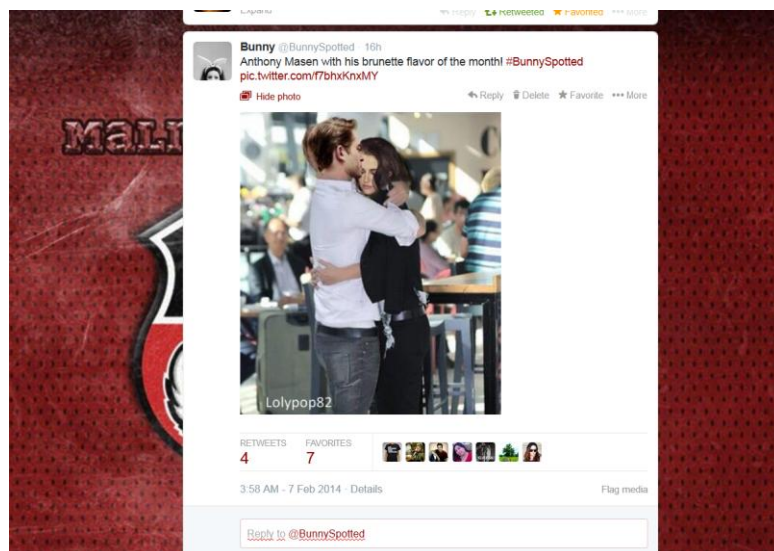 Expand
Reply Retweeted Favorited More
Bunny @BunnySpotted 16h
Anthony Masen with his brunette flavor of the month! #BunnySpotted
pic.twitter.com/f7bhxKnxMY
Hide photo Reply Delete Favorite More
Lolypop82
RETWEETS FAVORITES
4 7
3:58 AM - 7 Feb 2014 · Details Flag media
Reply to @BunnySpotted